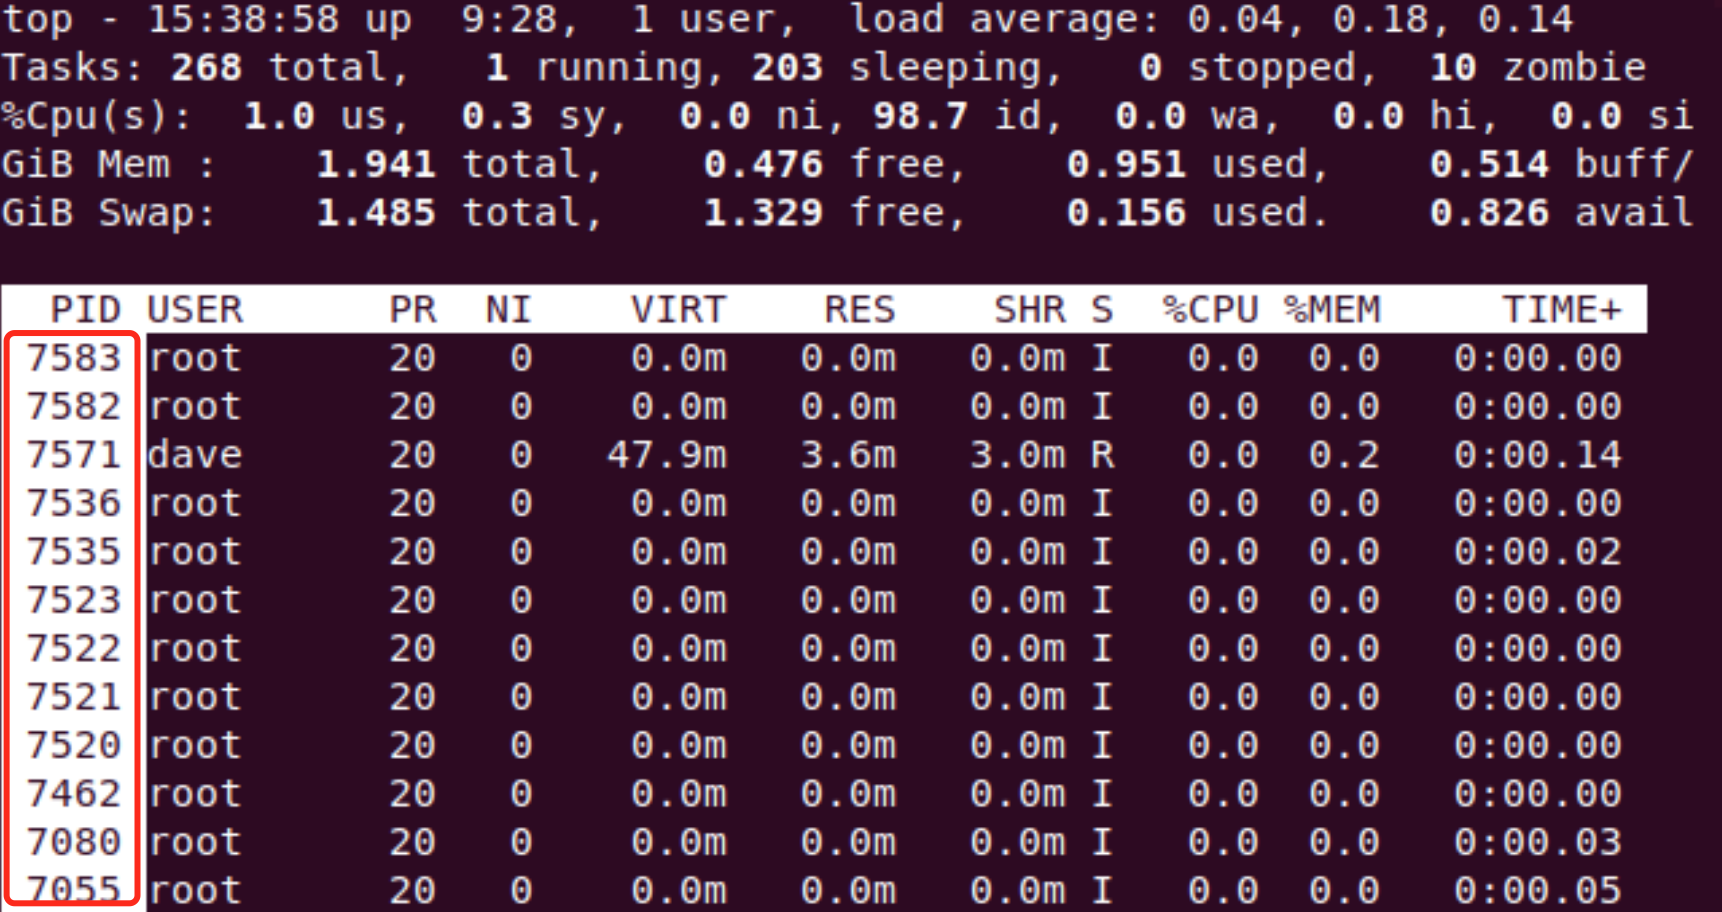 top - 15:38:58 up  9:28,  1 user,  load average: 0.04, 0.18, 0.14
Tasks: 268 total,   1 running, 203 sleeping,   0 stopped,  10 zombie
%Cpu(s):  1.0 us,  0.3 sy,  0.0 ni, 98.7 id,  0.0 wa,  0.0 hi,  0.0 si
GiB Mem :    1.941 total,    0.476 free,    0.951 used,    0.514 buff/
GiB Swap:    1.485 total,    1.329 free,    0.156 used.    0.826 avail
PID USER      PR  NI    VIRT    RES    SHR S  %CPU %MEM     TIME+
7583 root      20   0    0.0m   0.0m   0.0m I   0.0  0.0   0:00.00
7582 root      20   0    0.0m   0.0m   0.0m I   0.0  0.0   0:00.00
7571 dave      20   0   47.9m   3.6m   3.0m R   0.0  0.2   0:00.14
7536 root      20   0    0.0m   0.0m   0.0m I   0.0  0.0   0:00.00
7535 root      20   0    0.0m   0.0m   0.0m I   0.0  0.0   0:00.02
7523 root      20   0    0.0m   0.0m   0.0m I   0.0  0.0   0:00.00
7522 root      20   0    0.0m   0.0m   0.0m I   0.0  0.0   0:00.00
7521 root      20   0    0.0m   0.0m   0.0m I   0.0  0.0   0:00.00
7520 root      20   0    0.0m   0.0m   0.0m I   0.0  0.0   0:00.00
7462 root      20   0    0.0m   0.0m   0.0m I   0.0  0.0   0:00.00
7080 root      20   0    0.0m   0.0m   0.0m I   0.0  0.0   0:00.03
7055 root      20   0    0.0m   0.0m   0.0m I   0.0  0.0   0:00.05